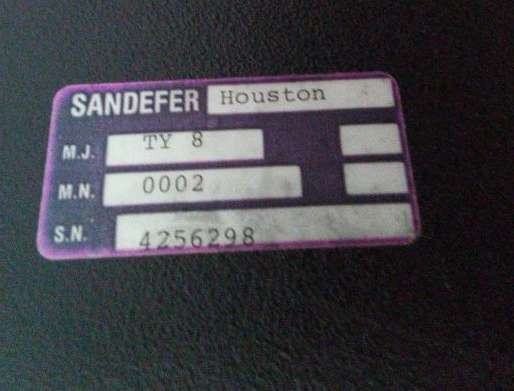 SANDEFER Houston
M.J. TY 8
M.N. 0002
S.N. 4256298